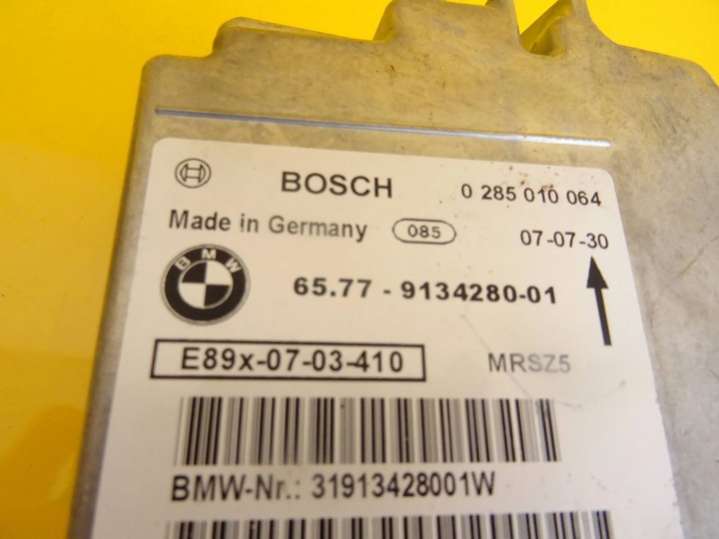 BOSCH 0 285 010 064
Made in Germany 085 07-07-30
BMW
65.77 - 9134280-01
E89x-07-03-410 MRSZ5
BMW-Nr.: 31913428001W